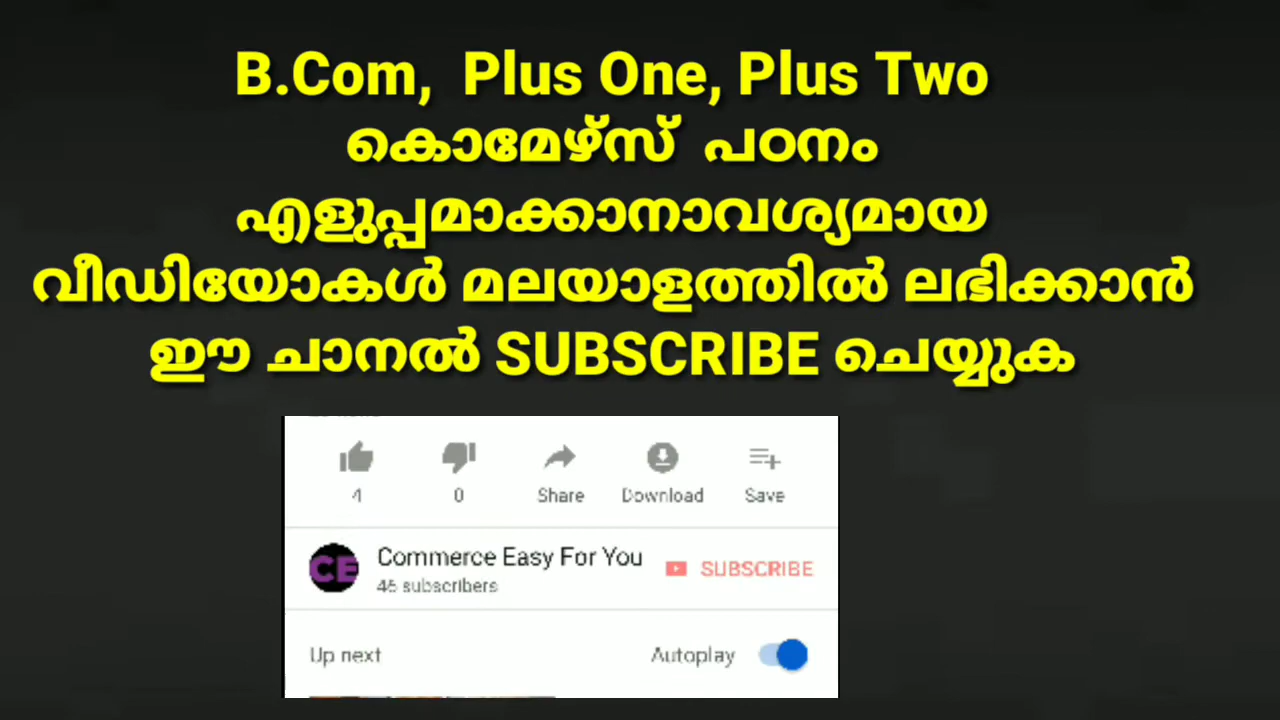 B.Com, Plus One, Plus Two
കൊമേഴ്സ് പഠനം
എളുപ്പമാക്കാനാവശ്യമായ
വീഡിയോകൾ മലയാളത്തിൽ ലഭിക്കാൻ
ഈ ചാനൽ SUBSCRIBE ചെയ്യുക
4 0 Share Download Save
CE
Commerce Easy For You SUBSCRIBE
46 subscribers
Up next Autoplay